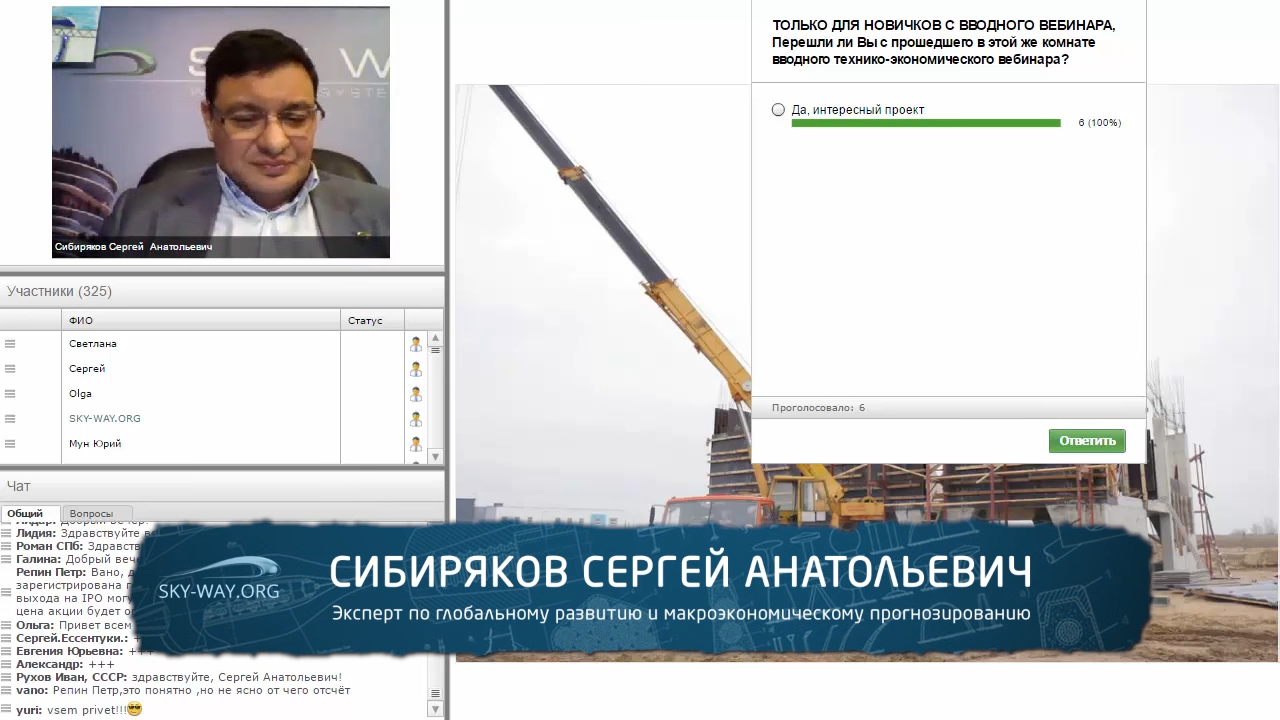 SKY W
Сибиряков Сергей Анатольевич
Участники (325)
ФИО
Статус
Светлана
Сергей
Olga
SKY-WAY.ORG
Мун Юрий
Чат
Общий
Вопросы
Лидия: Здравствуйте
Роман СПб:
Галина: Добрый
Репин Петр: Вано,
зарегистрирована
выхода на IPO
цена акции будет
Ольга: Привет всем
Сергей.Ессентуки.:
Евгения Юрьевна: +++
Александр: +++
Рухов Иван, СССР: здравствуйте, Сергей Анатольевич!
vano: Репин Петр,это понятно ,но не ясно от чего отсчёт
yuri: vsem privet!!!
ТОЛЬКО ДЛЯ НОВИЧКОВ С ВВОДНОГО ВЕБИНАРА,
Перешли ли Вы с прошедшего в этой же комнате
вводного технико-экономического вебинара?
Да, интересный проект
6 (100%)
Проголосовало: 6
Ответить
SKY-WAY.ORG
СИБИРЯКОВ СЕРГЕЙ АНАТОЛЬЕВИЧ
Эксперт по глобальному развитию и макроэкономическому прогнозированию